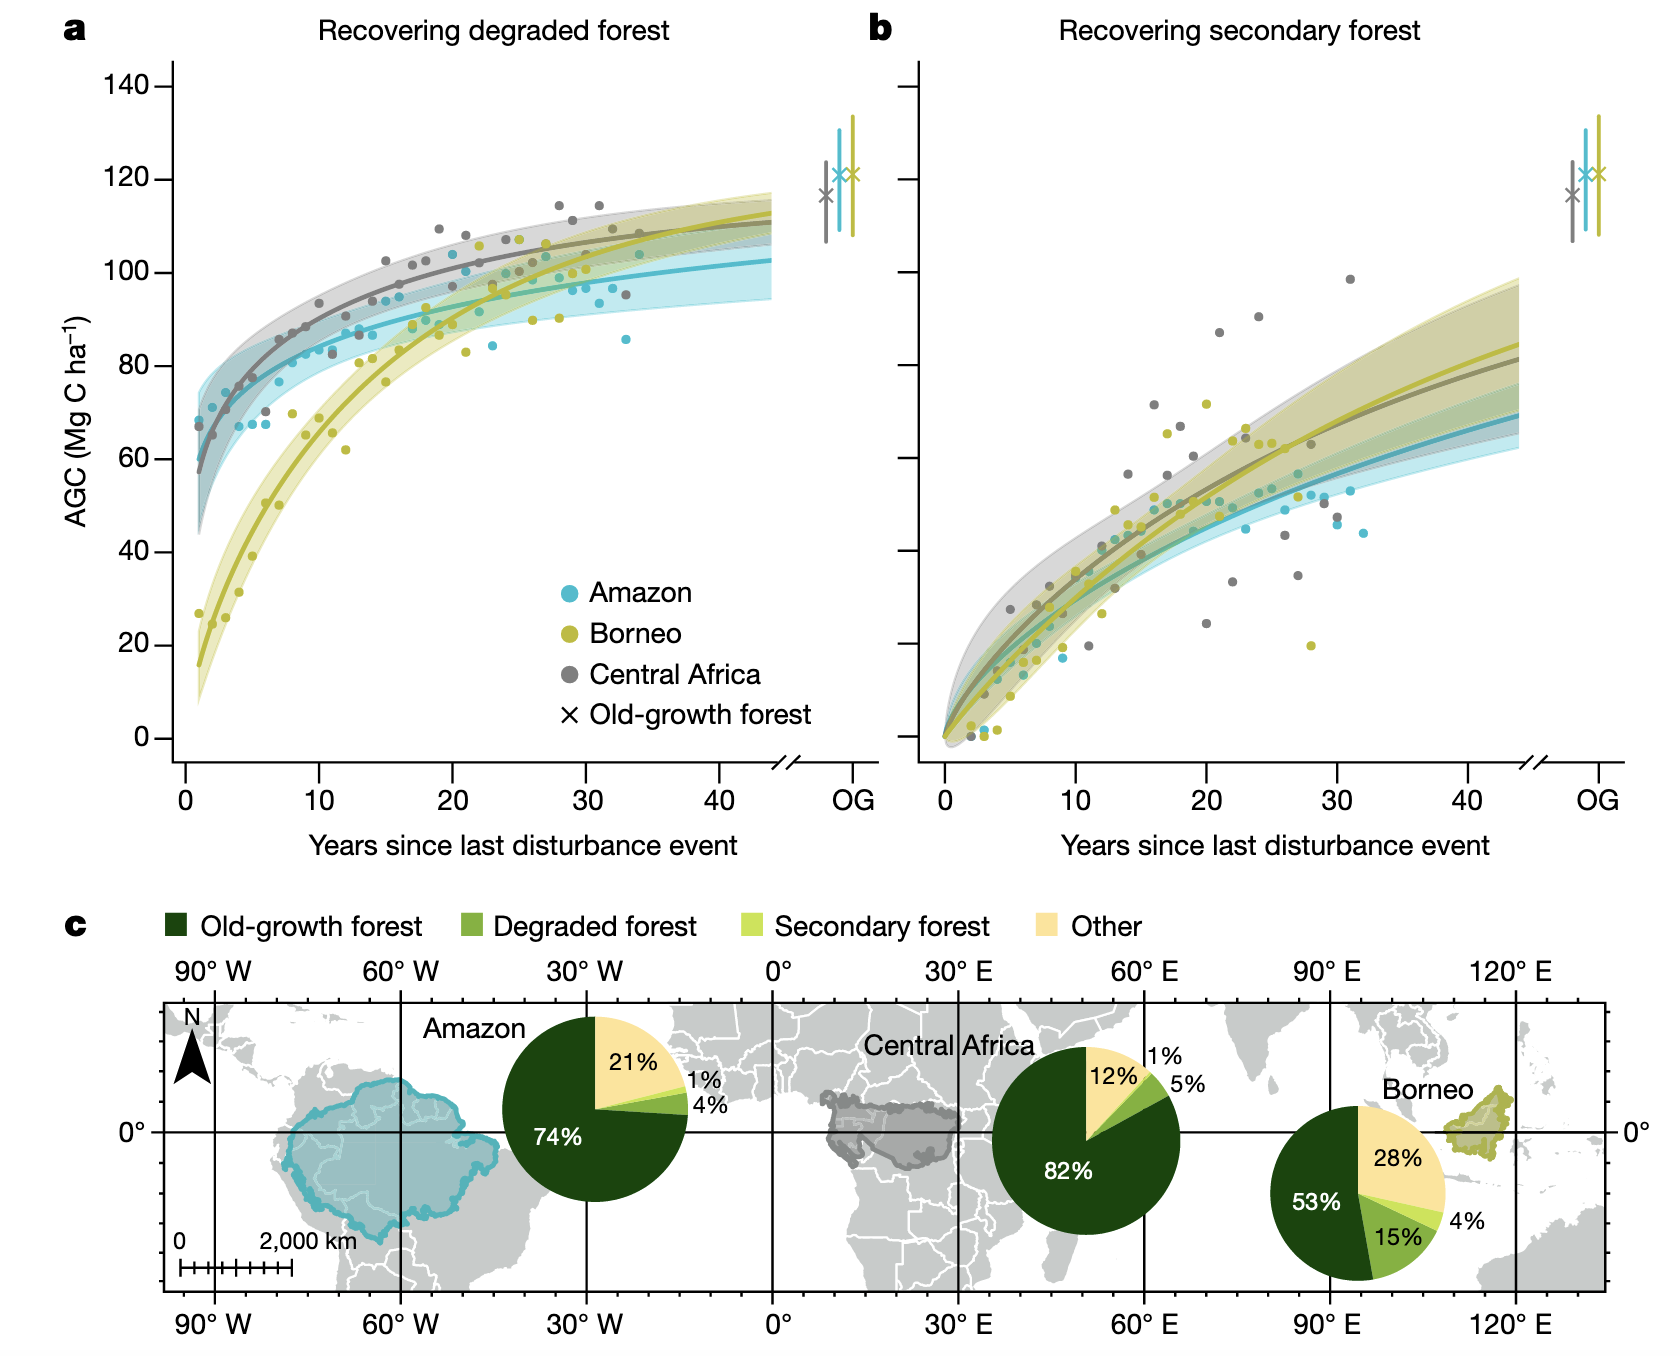 a Recovering degraded forest
b Recovering secondary forest
AGC (Mg C ha⁻¹)
140
120
100
80
60
40
20
0
Amazon
Borneo
Central Africa
Old-growth forest
0 10 20 30 40 OG
0 10 20 30 40 OG
Years since last disturbance event
Years since last disturbance event
c Old-growth forest Degraded forest Secondary forest Other
90° W 60° W 30° W 0° 30° E 60° E 90° E 120° E
N
Amazon
21%
1%
4%
74%
Central Africa
12%
1%
5%
82%
Borneo
28%
4%
15%
53%
0° 0°
0 2,000 km
90° W 60° W 30° W 0° 30° E 60° E 90° E 120° E